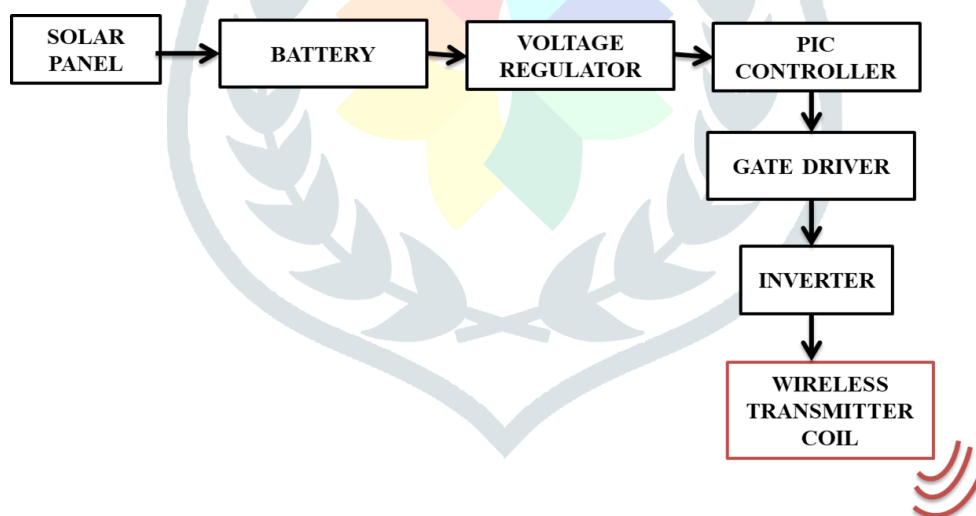 SOLAR
PANEL
BATTERY
VOLTAGE
REGULATOR
PIC
CONTROLLER
GATE DRIVER
INVERTER
WIRELESS
TRANSMITTER
COIL